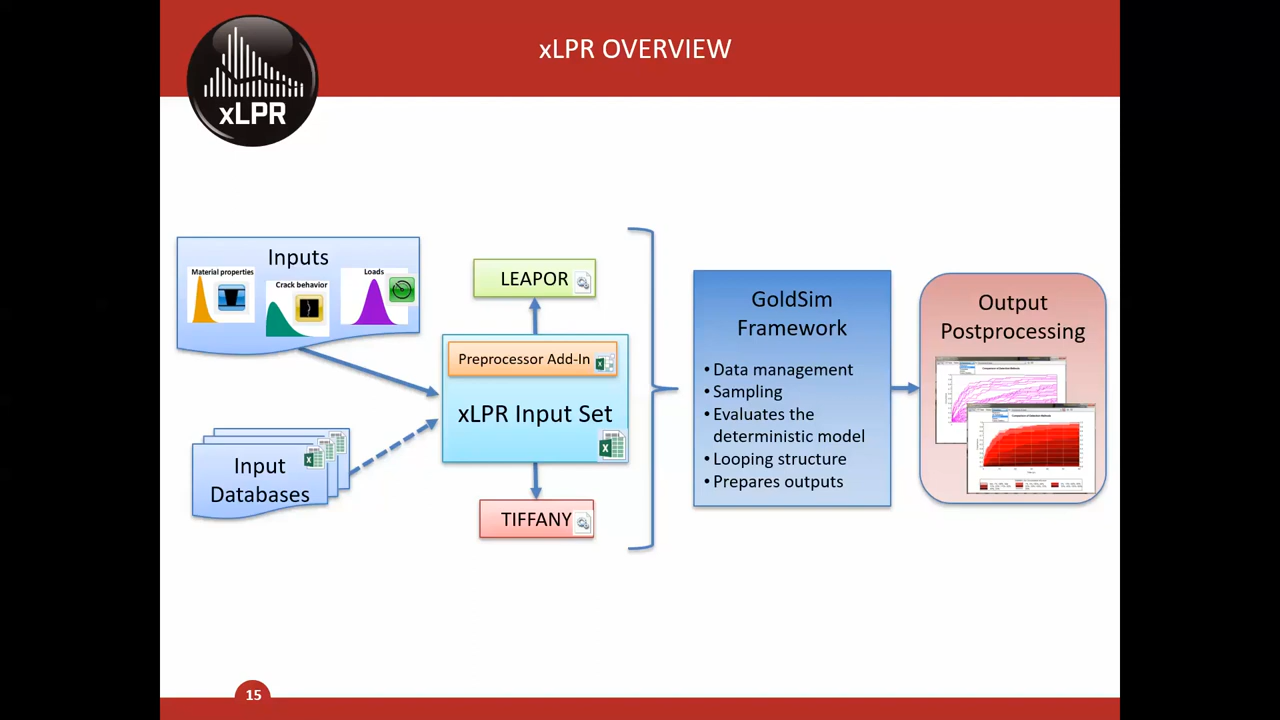 xLPR OVERVIEW
xLPR
Inputs
Material properties
Crack behavior
Loads
Input
Databases
LEAPOR
Preprocessor Add-In
xLPR Input Set
TIFFANY
GoldSim
Framework
• Data management
• Sampling
• Evaluates the
deterministic model
• Looping structure
• Prepares outputs
Output
Postprocessing
15